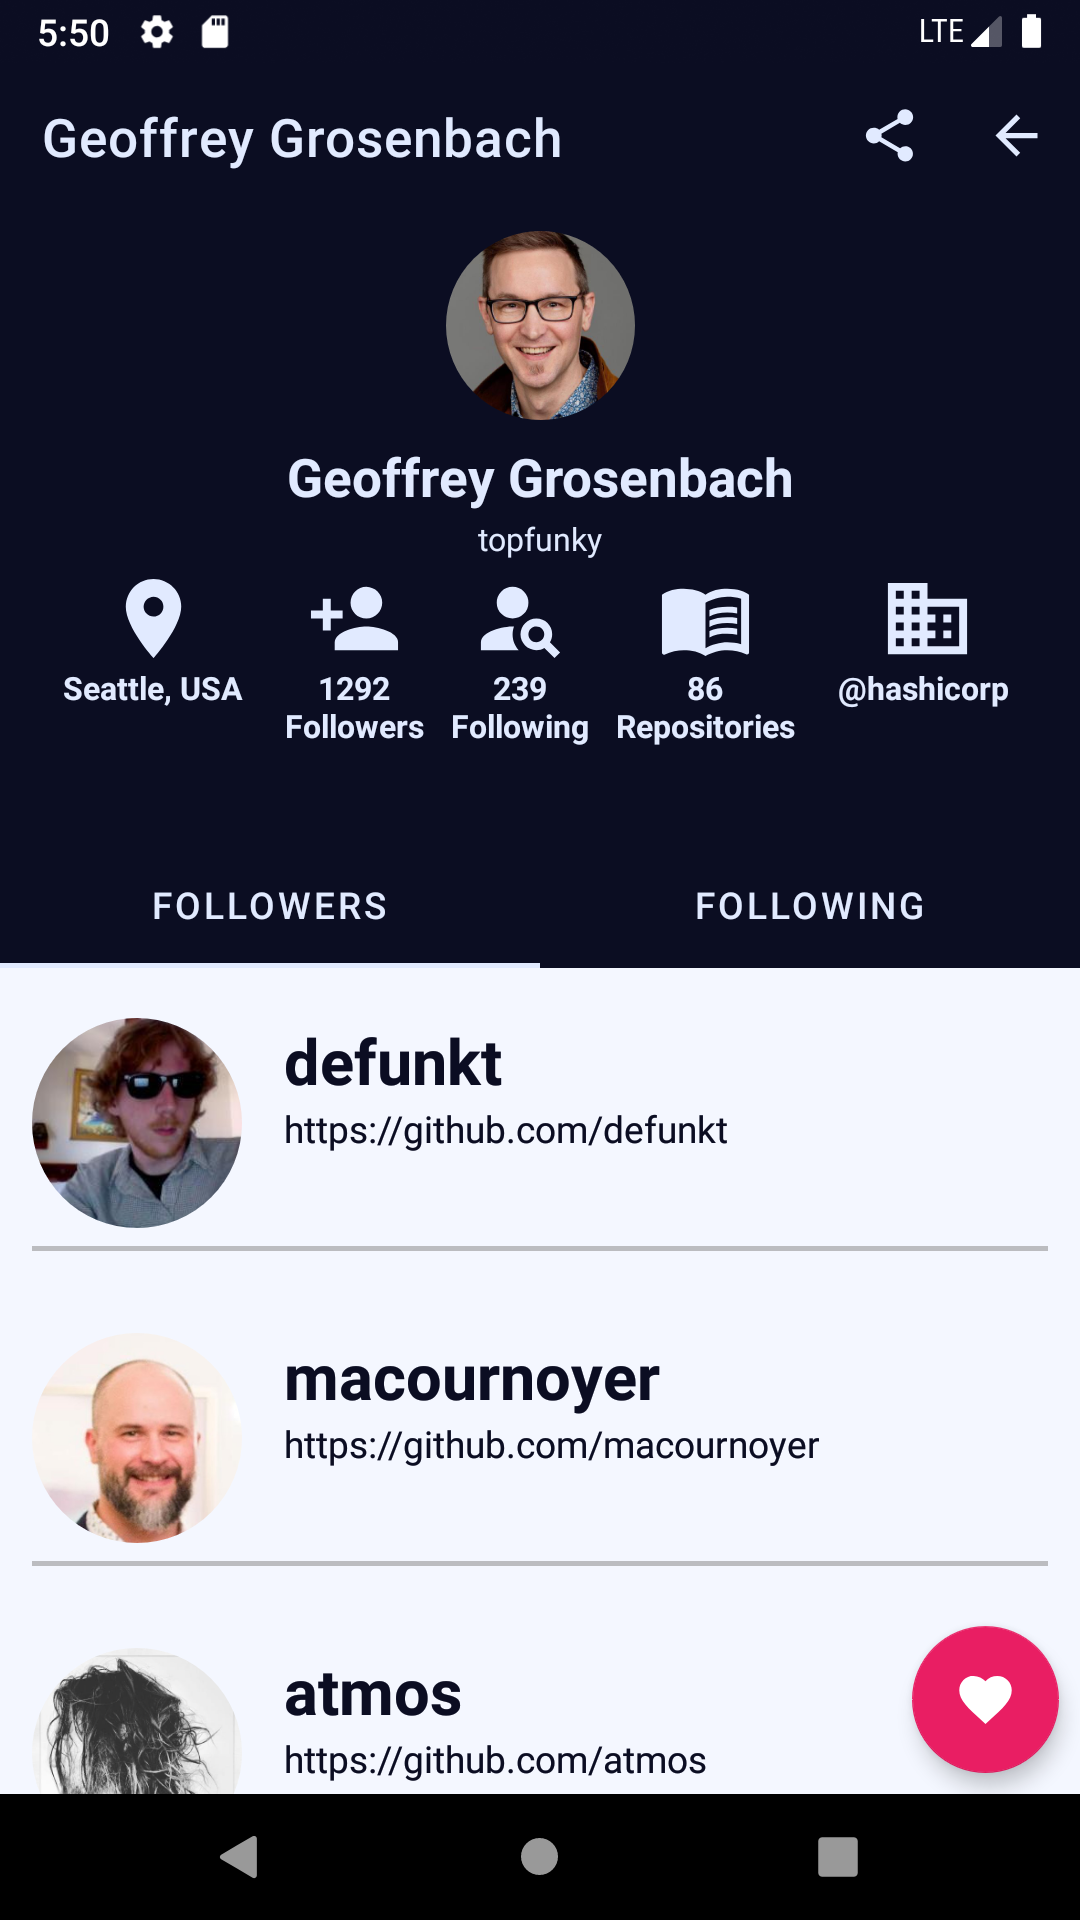 5:50 LTE
Geoffrey Grosenbach
Geoffrey Grosenbach
topfunky
Seattle, USA
1292
Followers
239
Following
86
Repositories
@hashicorp
FOLLOWERS FOLLOWING
defunkt
https://github.com/defunkt
macournoyer
https://github.com/macournoyer
atmos
https://github.com/atmos